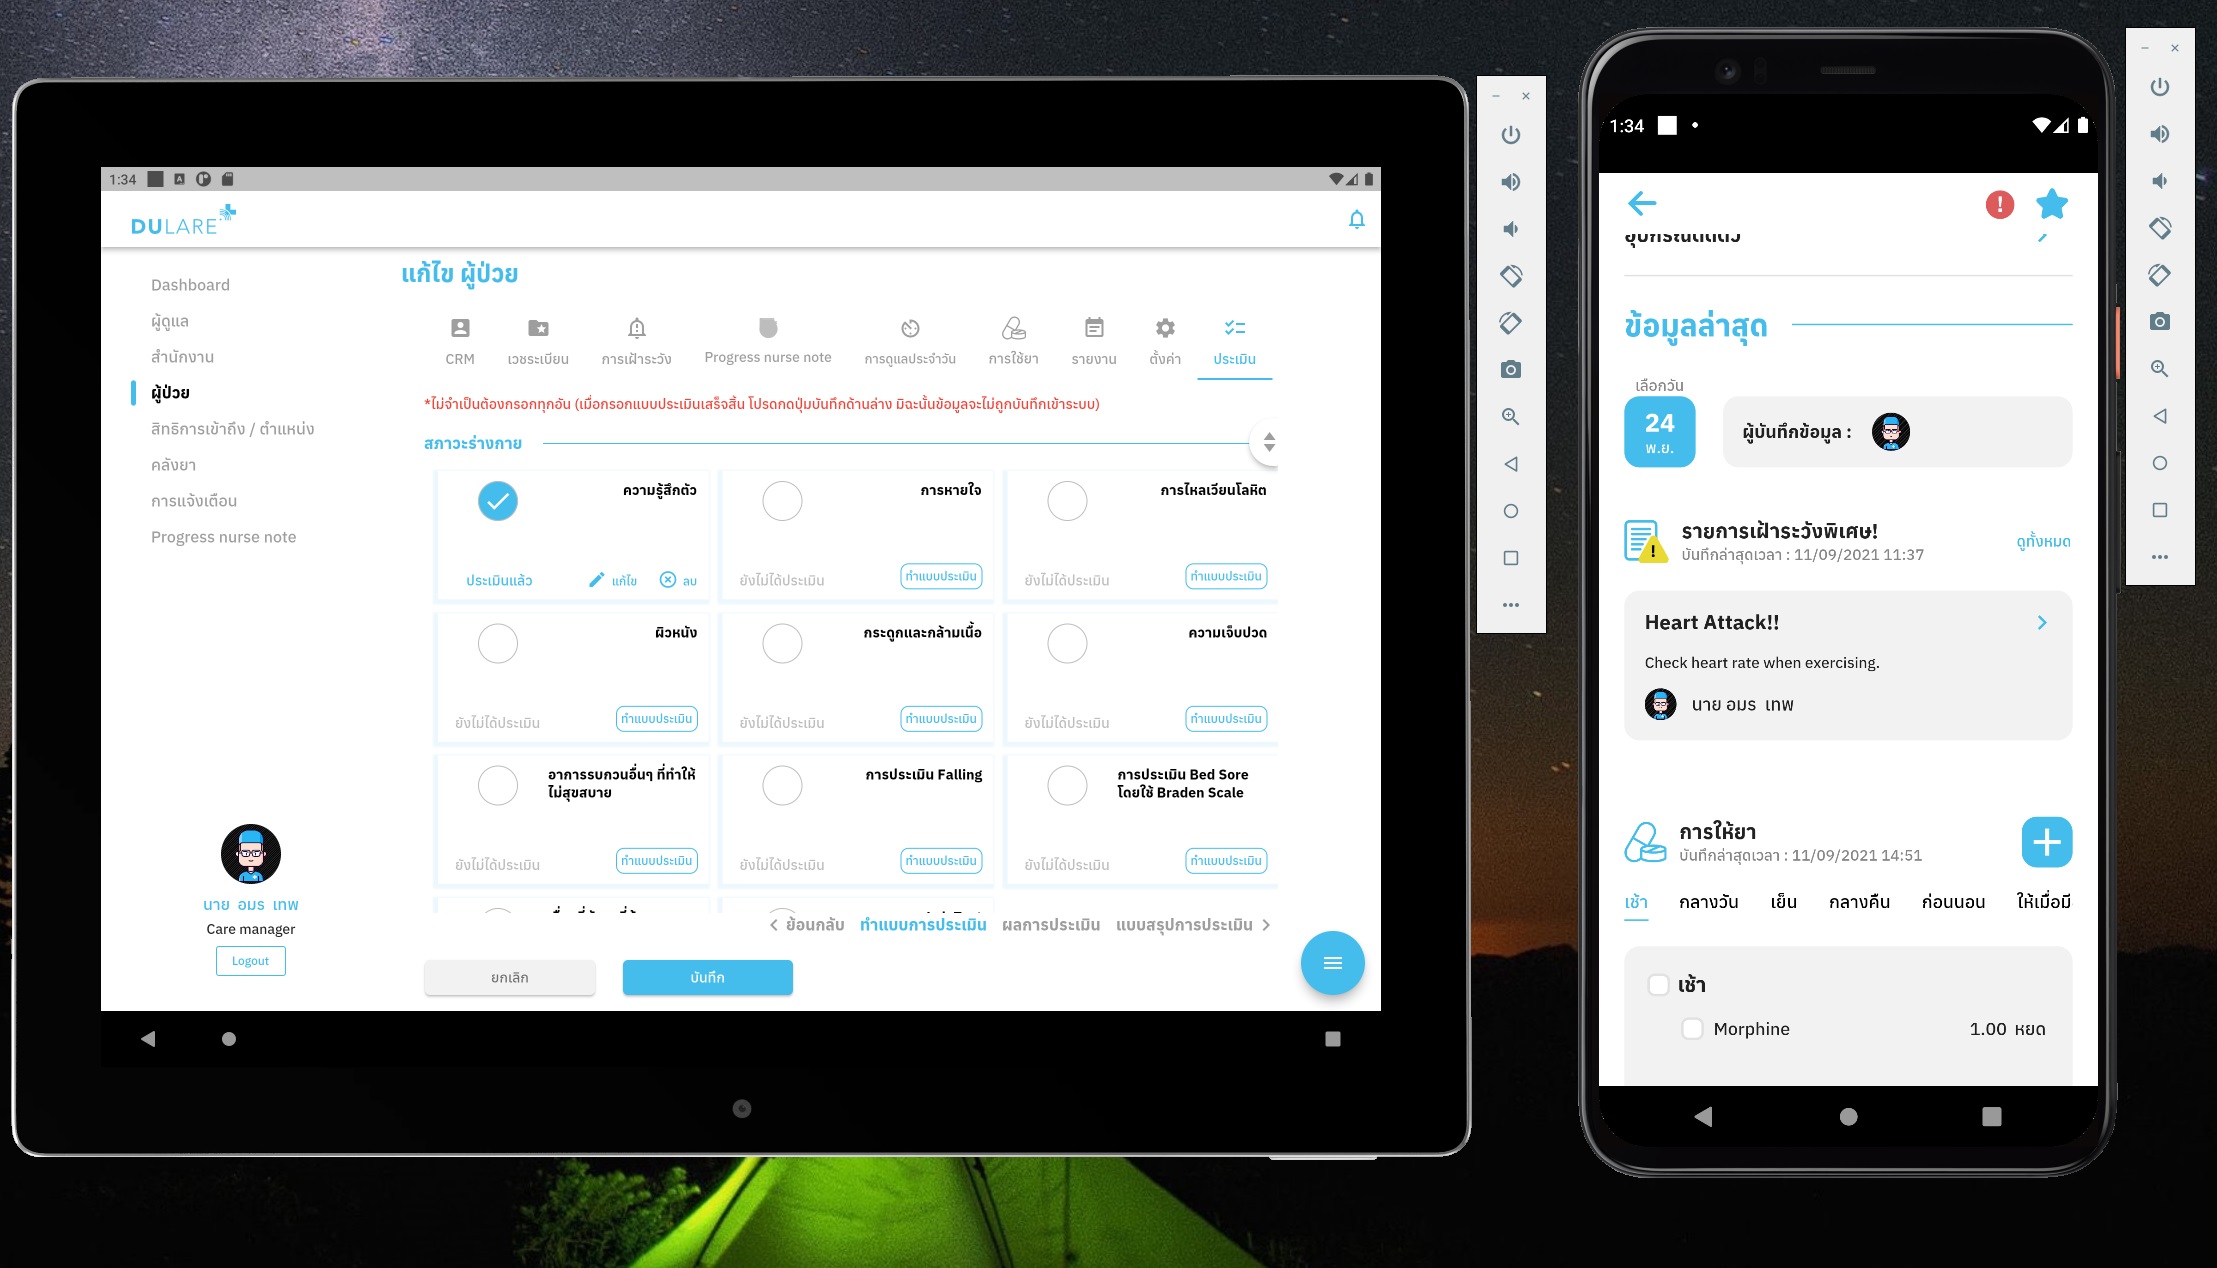 1:34
DULARE
Dashboard
ผู้ดูแล
สำนักงาน
ผู้ป่วย
สิทธิการเข้าถึง / ตำแหน่ง
คลังยา
การแจ้งเตือน
Progress nurse note
นาย อมร เทพ
Care manager
Logout
แก้ไข ผู้ป่วย
CRM
เวชระเบียน
การเฝ้าระวัง
Progress nurse note
การดูแลประจำวัน
การใช้ยา
รายงาน
ตั้งค่า
ประเมิน
*ไม่จำเป็นต้องกรอกทุกอัน (เมื่อกรอกแบบประเมินเสร็จสิ้น โปรดกดปุ่มบันทึกด้านล่าง มิฉะนั้นข้อมูลจะไม่ถูกบันทึกเข้าระบบ)
สภาวะร่างกาย
ความรู้สึกตัว
ประเมินแล้ว แก้ไข ลบ
การหายใจ
ยังไม่ได้ประเมิน ทำแบบประเมิน
การไหลเวียนโลหิต
ยังไม่ได้ประเมิน ทำแบบประเมิน
ผิวหนัง
ยังไม่ได้ประเมิน ทำแบบประเมิน
กระดูกและกล้ามเนื้อ
ยังไม่ได้ประเมิน ทำแบบประเมิน
ความเจ็บปวด
ยังไม่ได้ประเมิน ทำแบบประเมิน
อาการรบกวนอื่นๆ ที่ทำให้
ไม่สุขสบาย
ยังไม่ได้ประเมิน ทำแบบประเมิน
การประเมิน Falling
ยังไม่ได้ประเมิน ทำแบบประเมิน
การประเมิน Bed Sore
โดยใช้ Braden Scale
ยังไม่ได้ประเมิน ทำแบบประเมิน
ย้อนกลับ ทำแบบการประเมิน ผลการประเมิน แบบสรุปการประเมิน
ยกเลิก
บันทึก
1:34
อุปกรณ์ติดตัว
ข้อมูลล่าสุด
เลือกวัน
24
พ.ย.
ผู้บันทึกข้อมูล :
รายการเฝ้าระวังพิเศษ!
บันทึกล่าสุดเวลา : 11/09/2021 11:37
ดูทั้งหมด
Heart Attack!!
Check heart rate when exercising.
นาย อมร เทพ
การให้ยา
บันทึกล่าสุดเวลา : 11/09/2021 14:51
เช้า กลางวัน เย็น กลางคืน ก่อนนอน ให้เมื่อมี
เช้า
Morphine 1.00 หยด